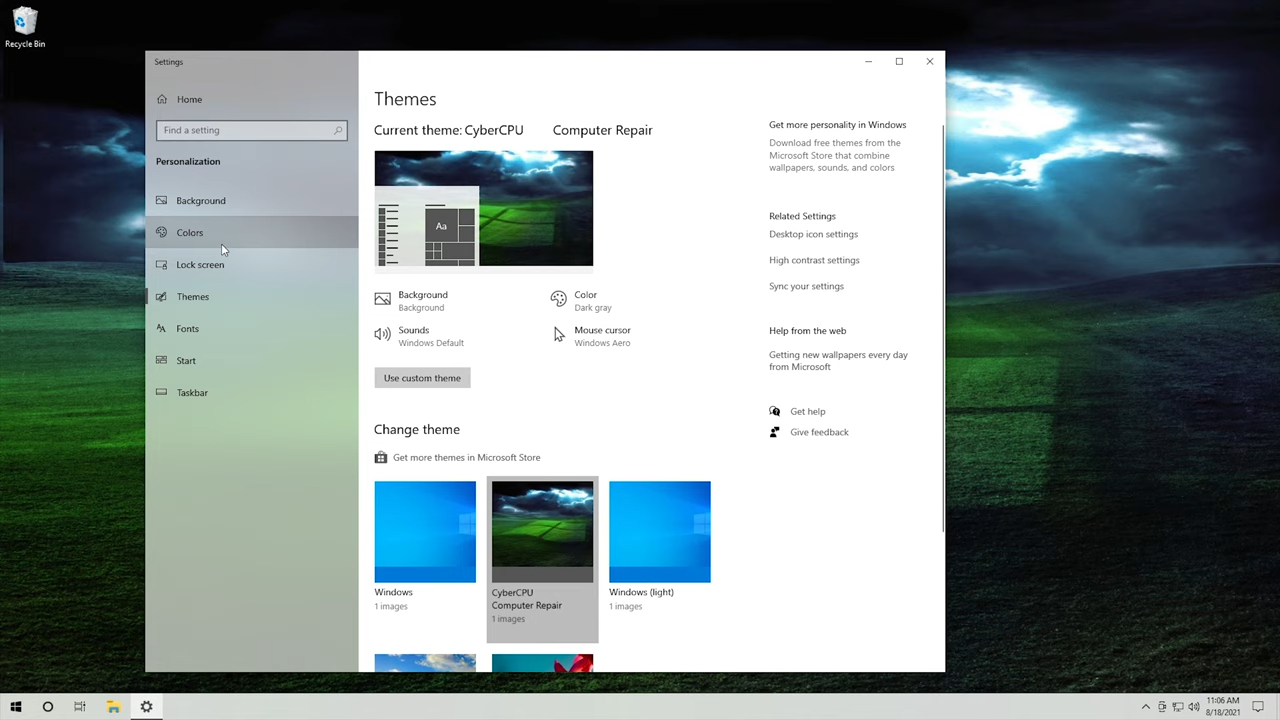 Recycle Bin
Settings
Home
Find a setting
Personalization
Background
Colors
Lock screen
Themes
Fonts
Start
Taskbar
Themes
Current theme: CyberCPU Computer Repair
Aa
Background
Background
Color
Dark gray
Sounds
Windows Default
Mouse cursor
Windows Aero
Use custom theme
Change theme
Get more themes in Microsoft Store
Windows
1 images
CyberCPU
Computer Repair
1 images
Windows (light)
1 images
Get more personality in Windows
Download free themes from the
Microsoft Store that combine
wallpapers, sounds, and colors
Related Settings
Desktop icon settings
High contrast settings
Sync your settings
Help from the web
Getting new wallpapers every day
from Microsoft
Get help
Give feedback
11:06 AM
8/18/2021